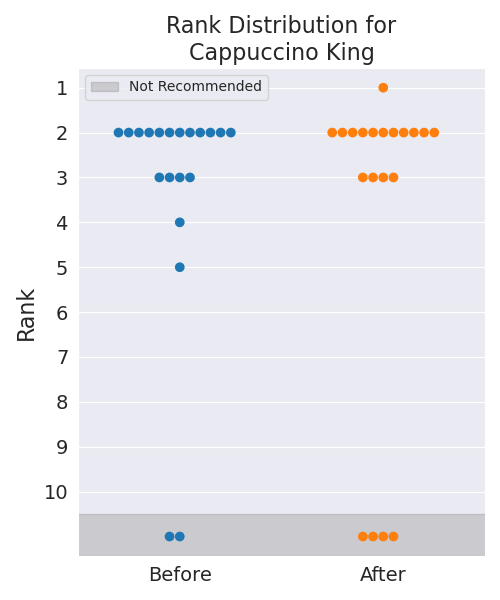 Rank Distribution for
Cappuccino King
Not Recommended
1
2
3
4
5
6
7
8
9
10
Rank
Before
After